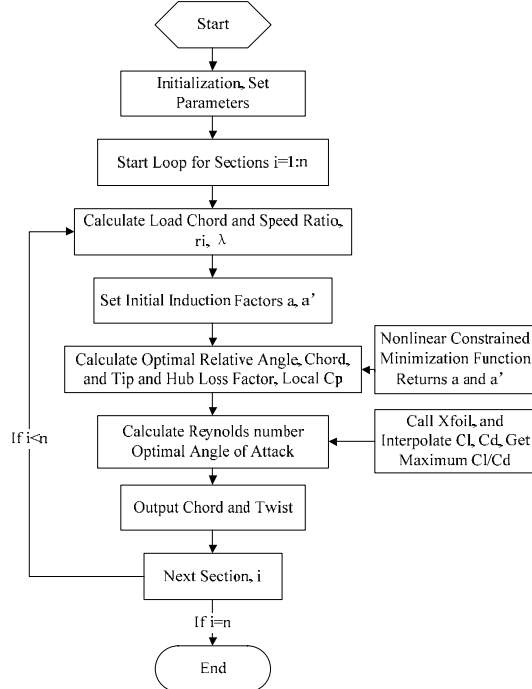 Start
Initialization, Set
Parameters
Start Loop for Sections i=1:n
Calculate Load Chord and Speed Ratio,
ri, λ
Set Initial Induction Factors a, a’
Calculate Optimal Relative Angle, Chord,
and Tip and Hub Loss Factor, Local Cp
Nonlinear Constrained
Minimization Function
Returns a and a’
Calculate Reynolds number
Optimal Angle of Attack
Call Xfoil, and
Interpolate Cl, Cd, Get
Maximum Cl/Cd
If i<n
Output Chord and Twist
Next Section, i
If i=n
End